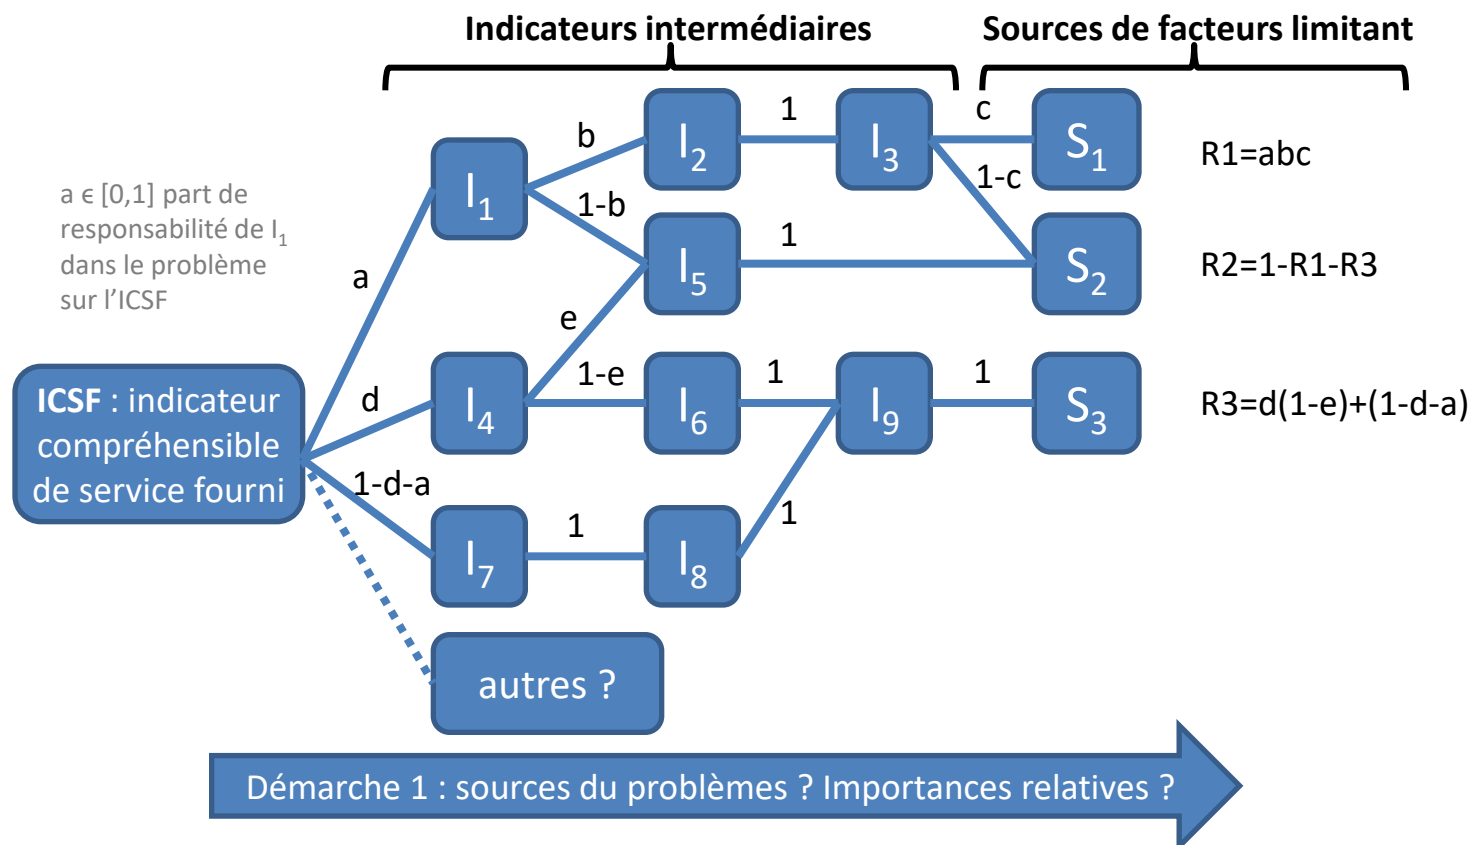 Indicateurs intermédiaires
Sources de facteurs limitant
a ϵ [0,1] part de
responsabilité de I1
dans le problème
sur l'ICSF
ICSF : indicateur
compréhensible
de service fourni
a
d
1-d-a
I1
b
1-b
I2
1
I3
c
1-c
S1
R1=abc
I5
1
S2
R2=1-R1-R3
e
I4
1-e
I6
1
I9
1
S3
R3=d(1-e)+(1-d-a)
I7
1
I8
1
autres ?
Démarche 1 : sources du problèmes ? Importances relatives ?